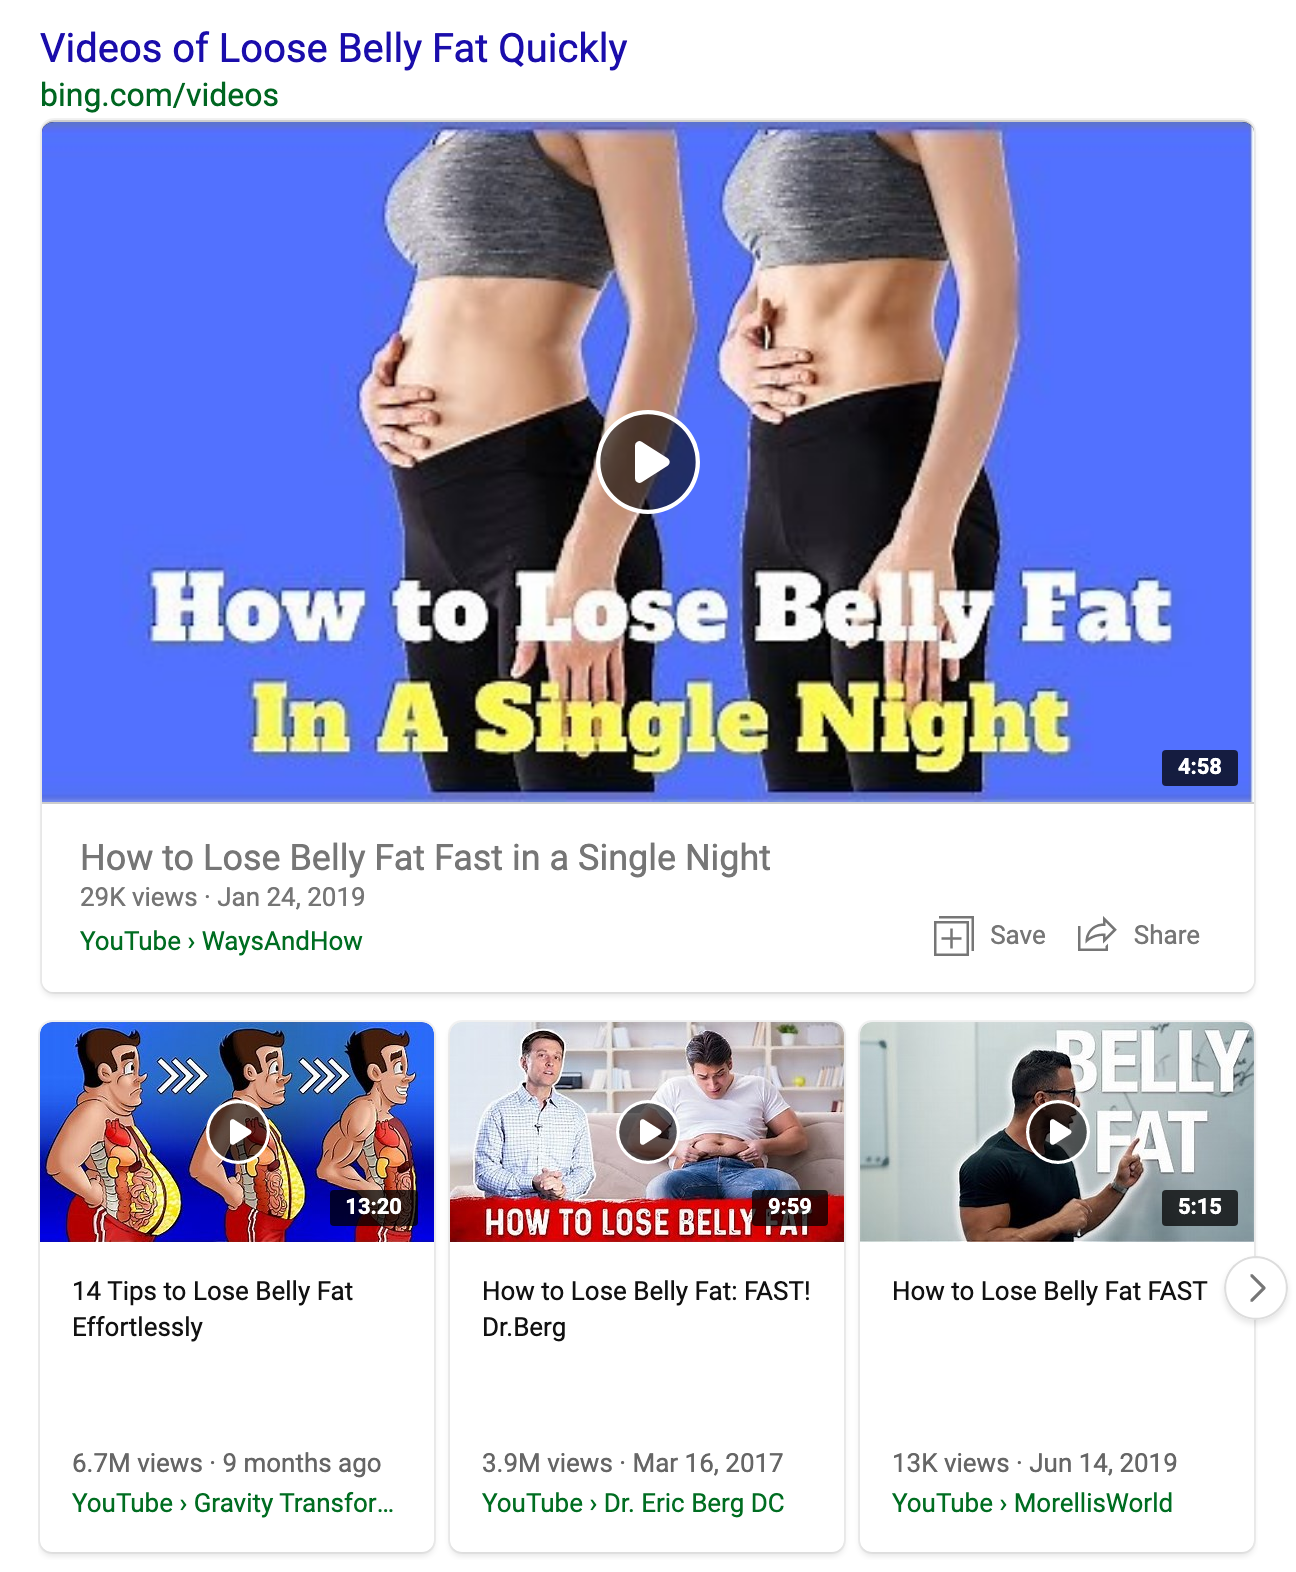 Videos of Loose Belly Fat Quickly
bing.com/videos
How to Lose Belly Fat
In A Single Night
4:58
How to Lose Belly Fat Fast in a Single Night
29K views · Jan 24, 2019
YouTube › WaysAndHow
Save
Share
13:20
14 Tips to Lose Belly Fat
Effortlessly
6.7M views · 9 months ago
YouTube › Gravity Transfor...
9:59
HOW TO LOSE BELLY FAT
How to Lose Belly Fat: FAST!
Dr.Berg
3.9M views · Mar 16, 2017
YouTube › Dr. Eric Berg DC
BELLY
FAT
5:15
How to Lose Belly Fat FAST
13K views · Jun 14, 2019
YouTube › MorellisWorld